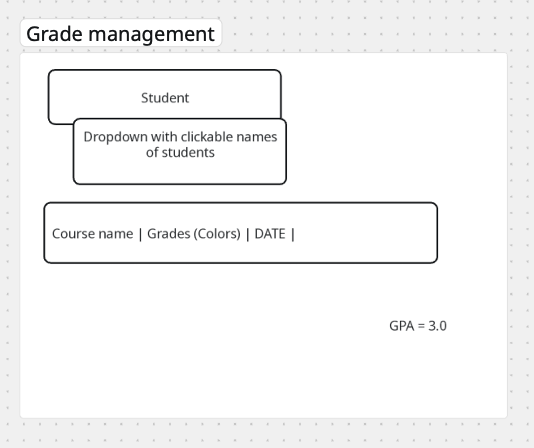 Grade management
Student
Dropdown with clickable names
of students
Course name | Grades (Colors) | DATE |
GPA = 3.0